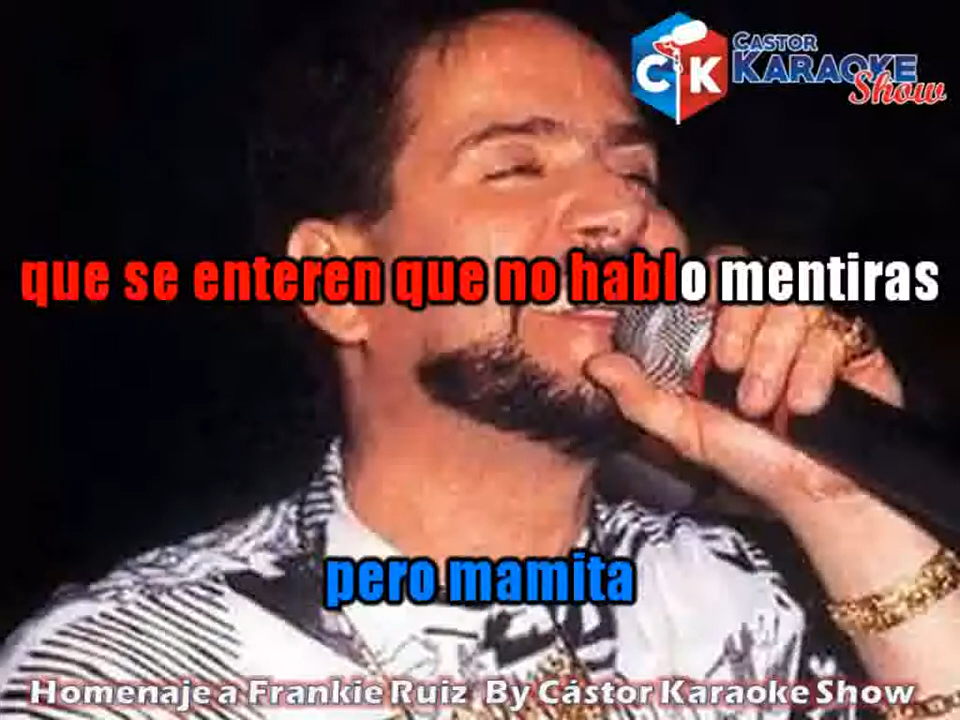 CASTOR
CK KARAOKE
Show
que se enteren que no hablo mentiras
pero mamita
Homenaje a Frankie Ruiz By Cástor Karaoke Show